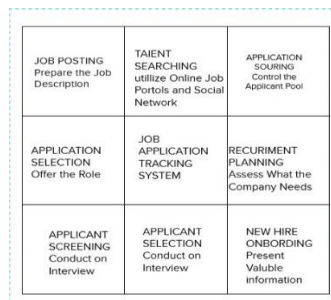 JOB POSTING
Prepare the Job
Description
TAIENT
SEARCHING
utillize Online Job
Portols and Social
Network
APPLICATION
SOURING
Control the
Applicant Pool
APPLICATION
SELECTION
Offer the Role
JOB
APPLICATION
TRACKING
SYSTEM
RECURIMENT
PLANNING
Assess What the
Company Needs
APPLICANT
SCREENING
Conduct on
Interview
APPLICANT
SELECTION
Conduct on
Interview
NEW HIRE
ONBORDING
Present
Valuble
information